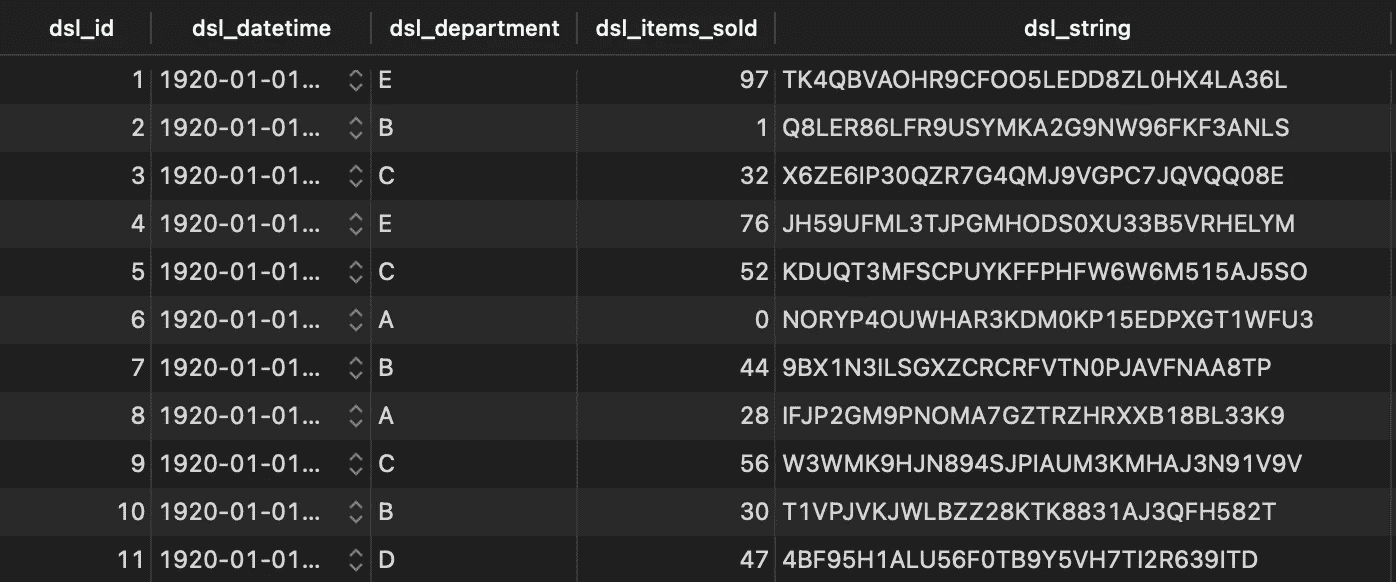 dsl_id dsl_datetime dsl_department dsl_items_sold dsl_string
1 1920-01-01... E 97 TK4QBVAOHR9CFOO5LEDD8ZL0HX4LA36L
2 1920-01-01... B 1 Q8LER86LFR9USYMKA2G9NW96FKF3ANLS
3 1920-01-01... C 32 X6ZE6IP30QZR7G4QMJ9VGPC7JQVQQ08E
4 1920-01-01... E 76 JH59UFML3TJPGMHODS0XU33B5VRHELYM
5 1920-01-01... C 52 KDUQT3MFSCPUYKFFPHFW6W6M515AJ5SO
6 1920-01-01... A 0 NORYP4OUWHAR3KDM0KP15EDPXGT1WFU3
7 1920-01-01... B 44 9BX1N3ILSGXZCRCRFVTN0PJAVFNAA8TP
8 1920-01-01... A 28 IFJP2GM9PNOMA7GZTRZHRXXB18BL33K9
9 1920-01-01... C 56 W3WMK9HJN894SJPIAUM3KMHAJ3N91V9V
10 1920-01-01... B 30 T1VPJVKJWLBZZ28KTK8831AJ3QFH582T
11 1920-01-01... D 47 4BF95H1ALU56F0TB9Y5VH7TI2R639ITD